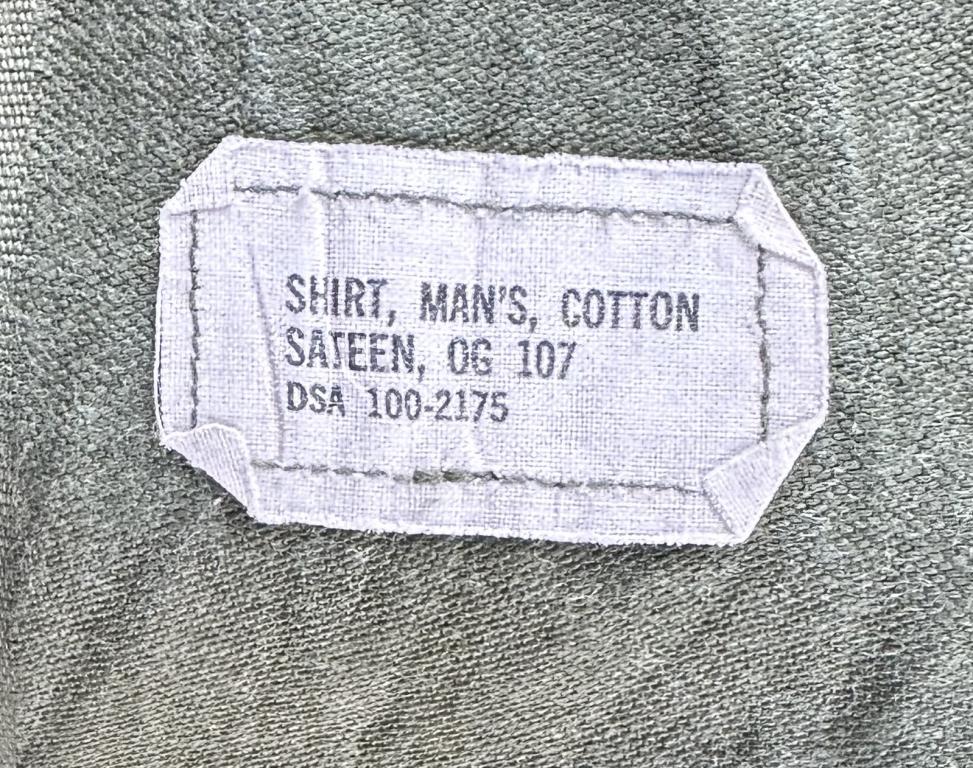 SHIRT, MAN'S, COTTON
SATEEN, OG 107
DSA 100-2175